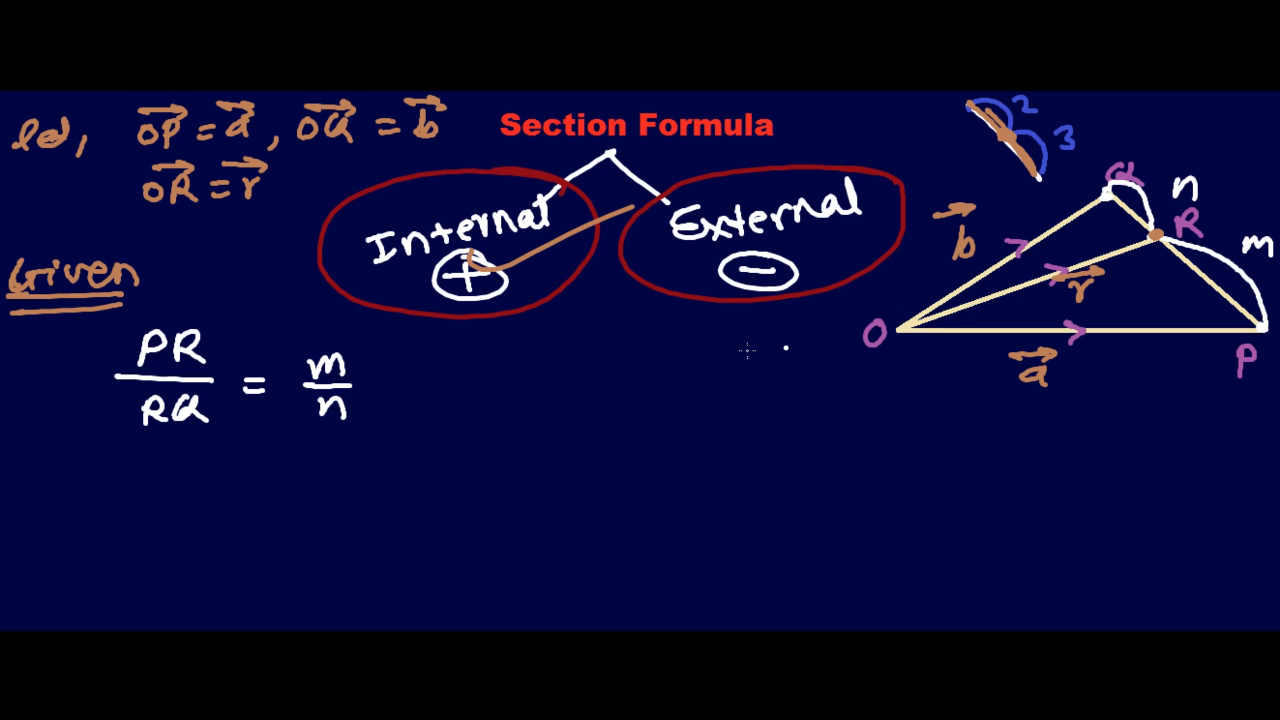 let, OP = a, OQ = b
OR = r
Section Formula
Internal
+
External
−
Given
PR
RQ
=
m
n
2
3
Q
n
R
m
b
r
O
a
P